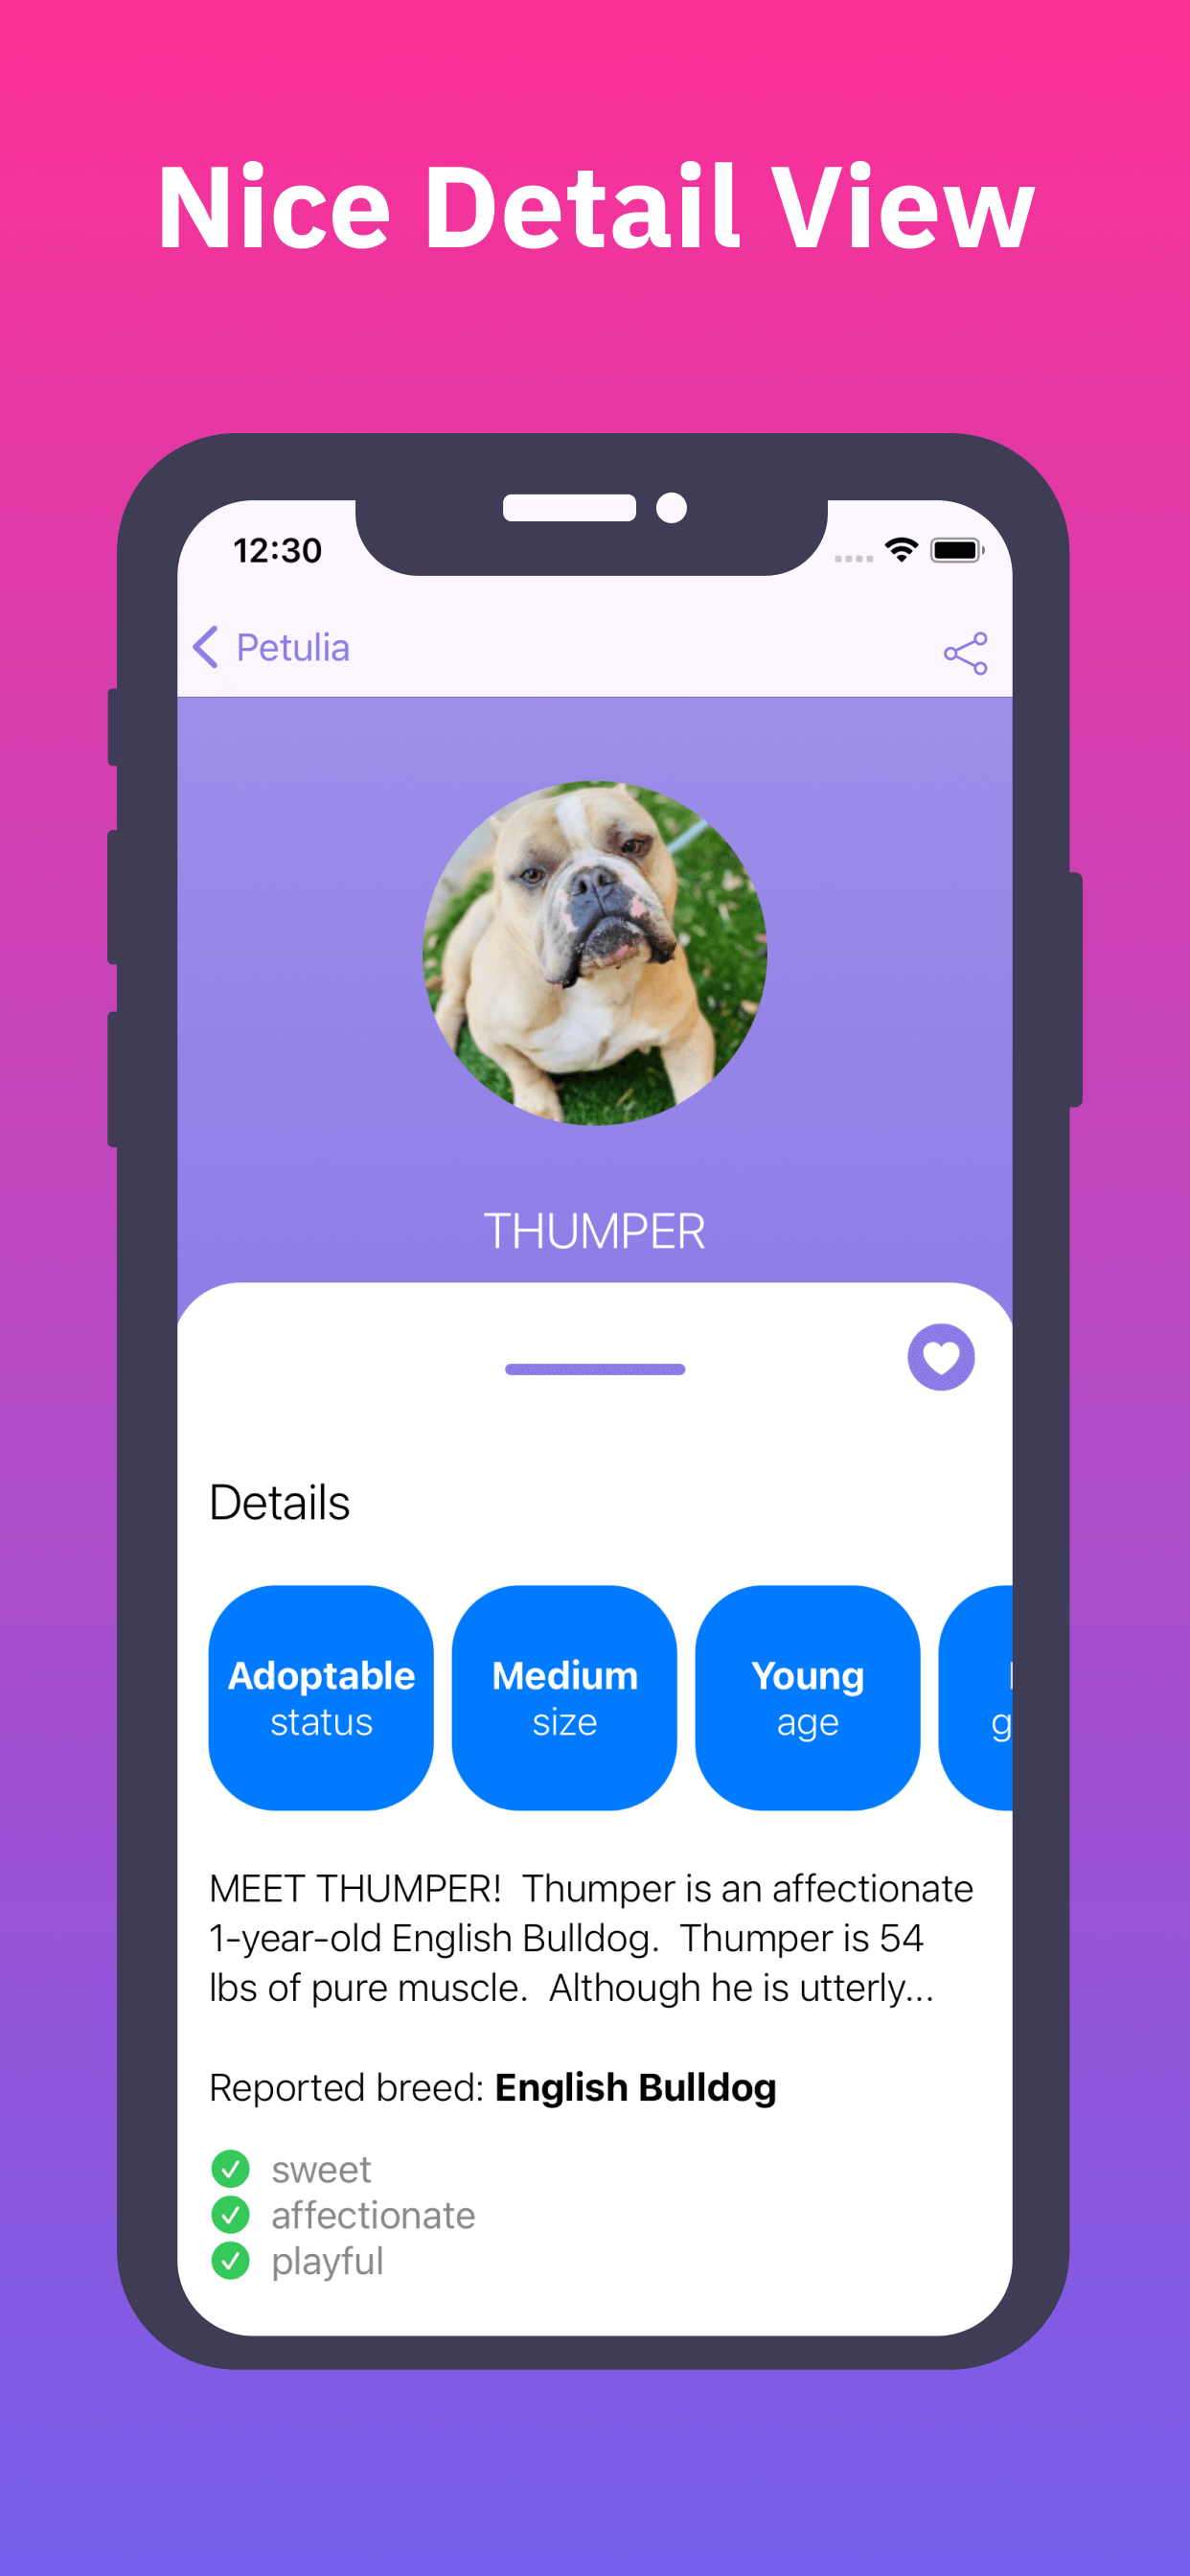 Nice Detail View
12:30
Petulia
THUMPER
Details
Adoptable
status
Medium
size
Young
age
MEET THUMPER!  Thumper is an affectionate
1-year-old English Bulldog.  Thumper is 54
lbs of pure muscle.  Although he is utterly...
Reported breed: English Bulldog
sweet
affectionate
playful